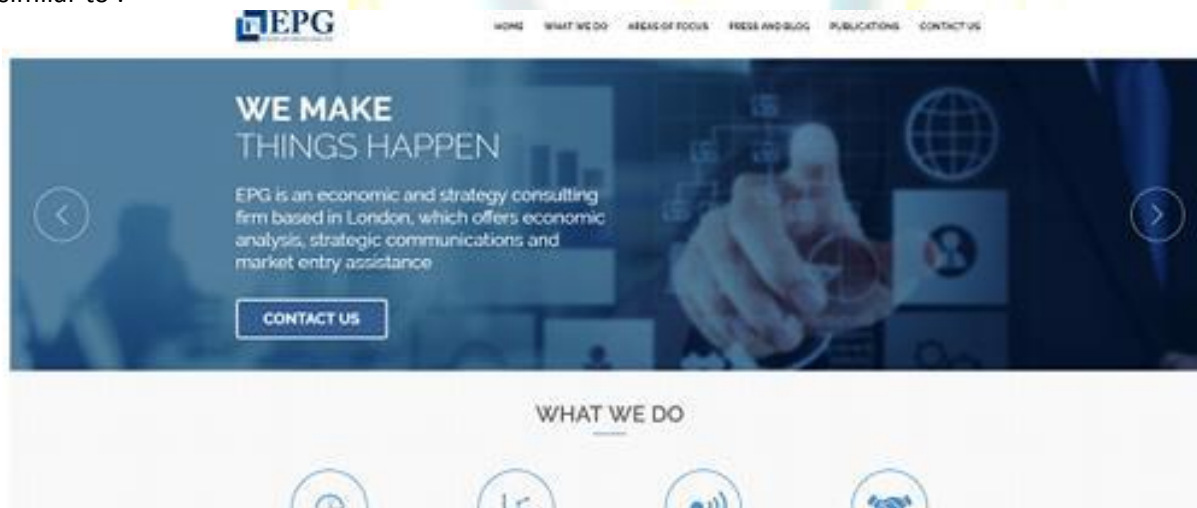 similar to :
EPG
HOME WHAT WE DO AREAS OF FOCUS PRESS AND BLOG PUBLICATIONS CONTACT US
WE MAKE
THINGS HAPPEN
EPG is an economic and strategy consulting
firm based in London, which offers economic
analysis, strategic communications and
market entry assistance
CONTACT US
WHAT WE DO